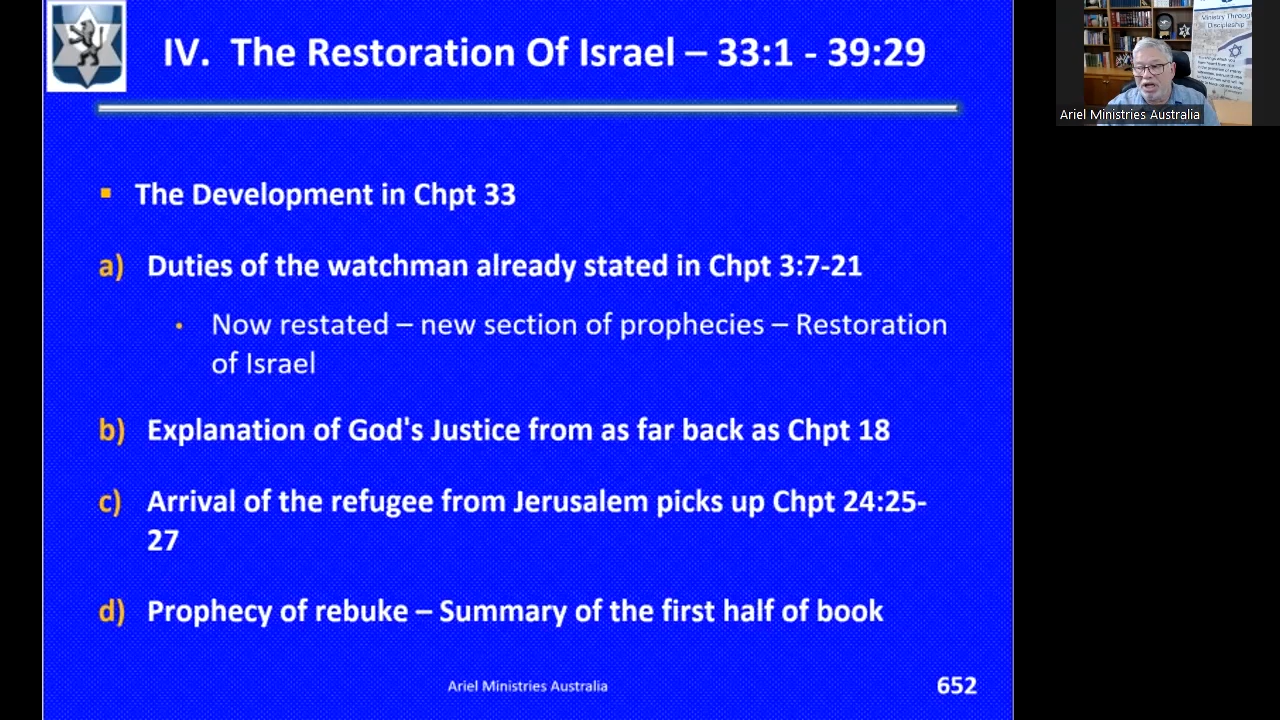 IV. The Restoration Of Israel – 33:1 - 39:29
▪ The Development in Chpt 33
a) Duties of the watchman already stated in Chpt 3:7-21
• Now restated – new section of prophecies – Restoration
of Israel
b) Explanation of God's Justice from as far back as Chpt 18
c) Arrival of the refugee from Jerusalem picks up Chpt 24:25-
27
d) Prophecy of rebuke – Summary of the first half of book
Ariel Ministries Australia
652
Ministry Through
Discipleship
Ariel Ministries Australia